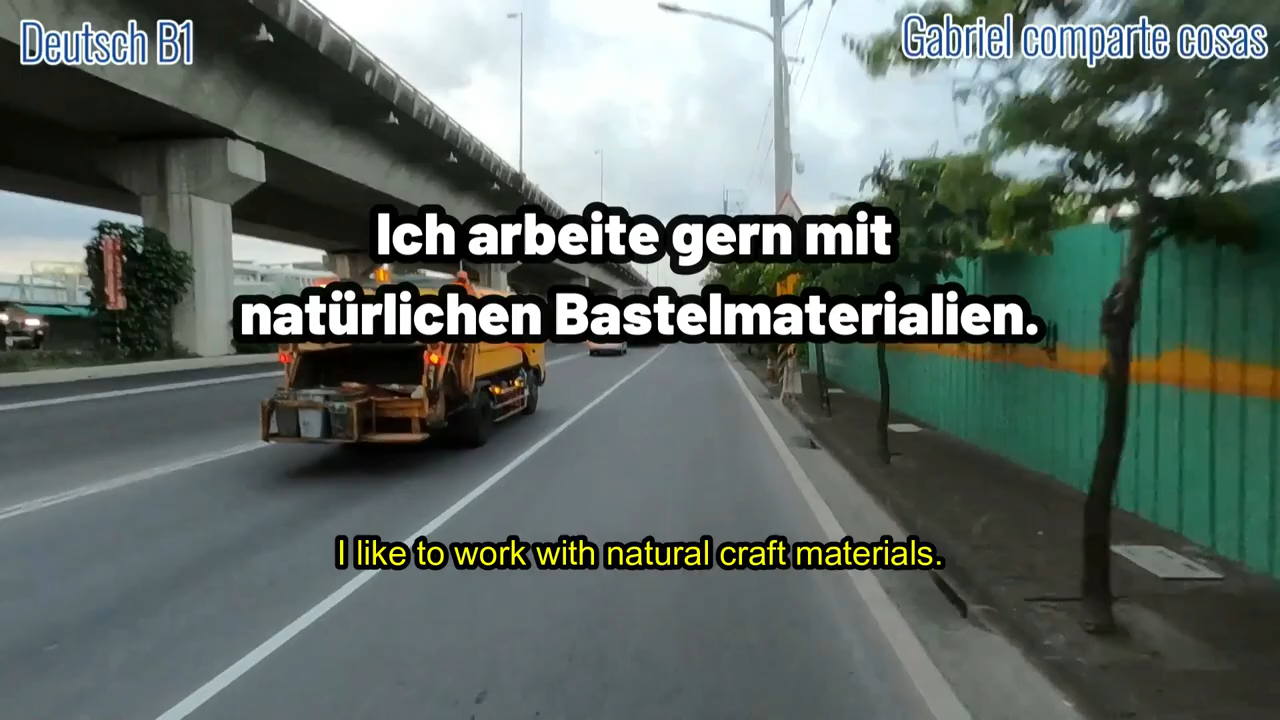 Deutsch B1
Gabriel comparte cosas
Ich arbeite gern mit
natürlichen Bastelmaterialien.
I like to work with natural craft materials.